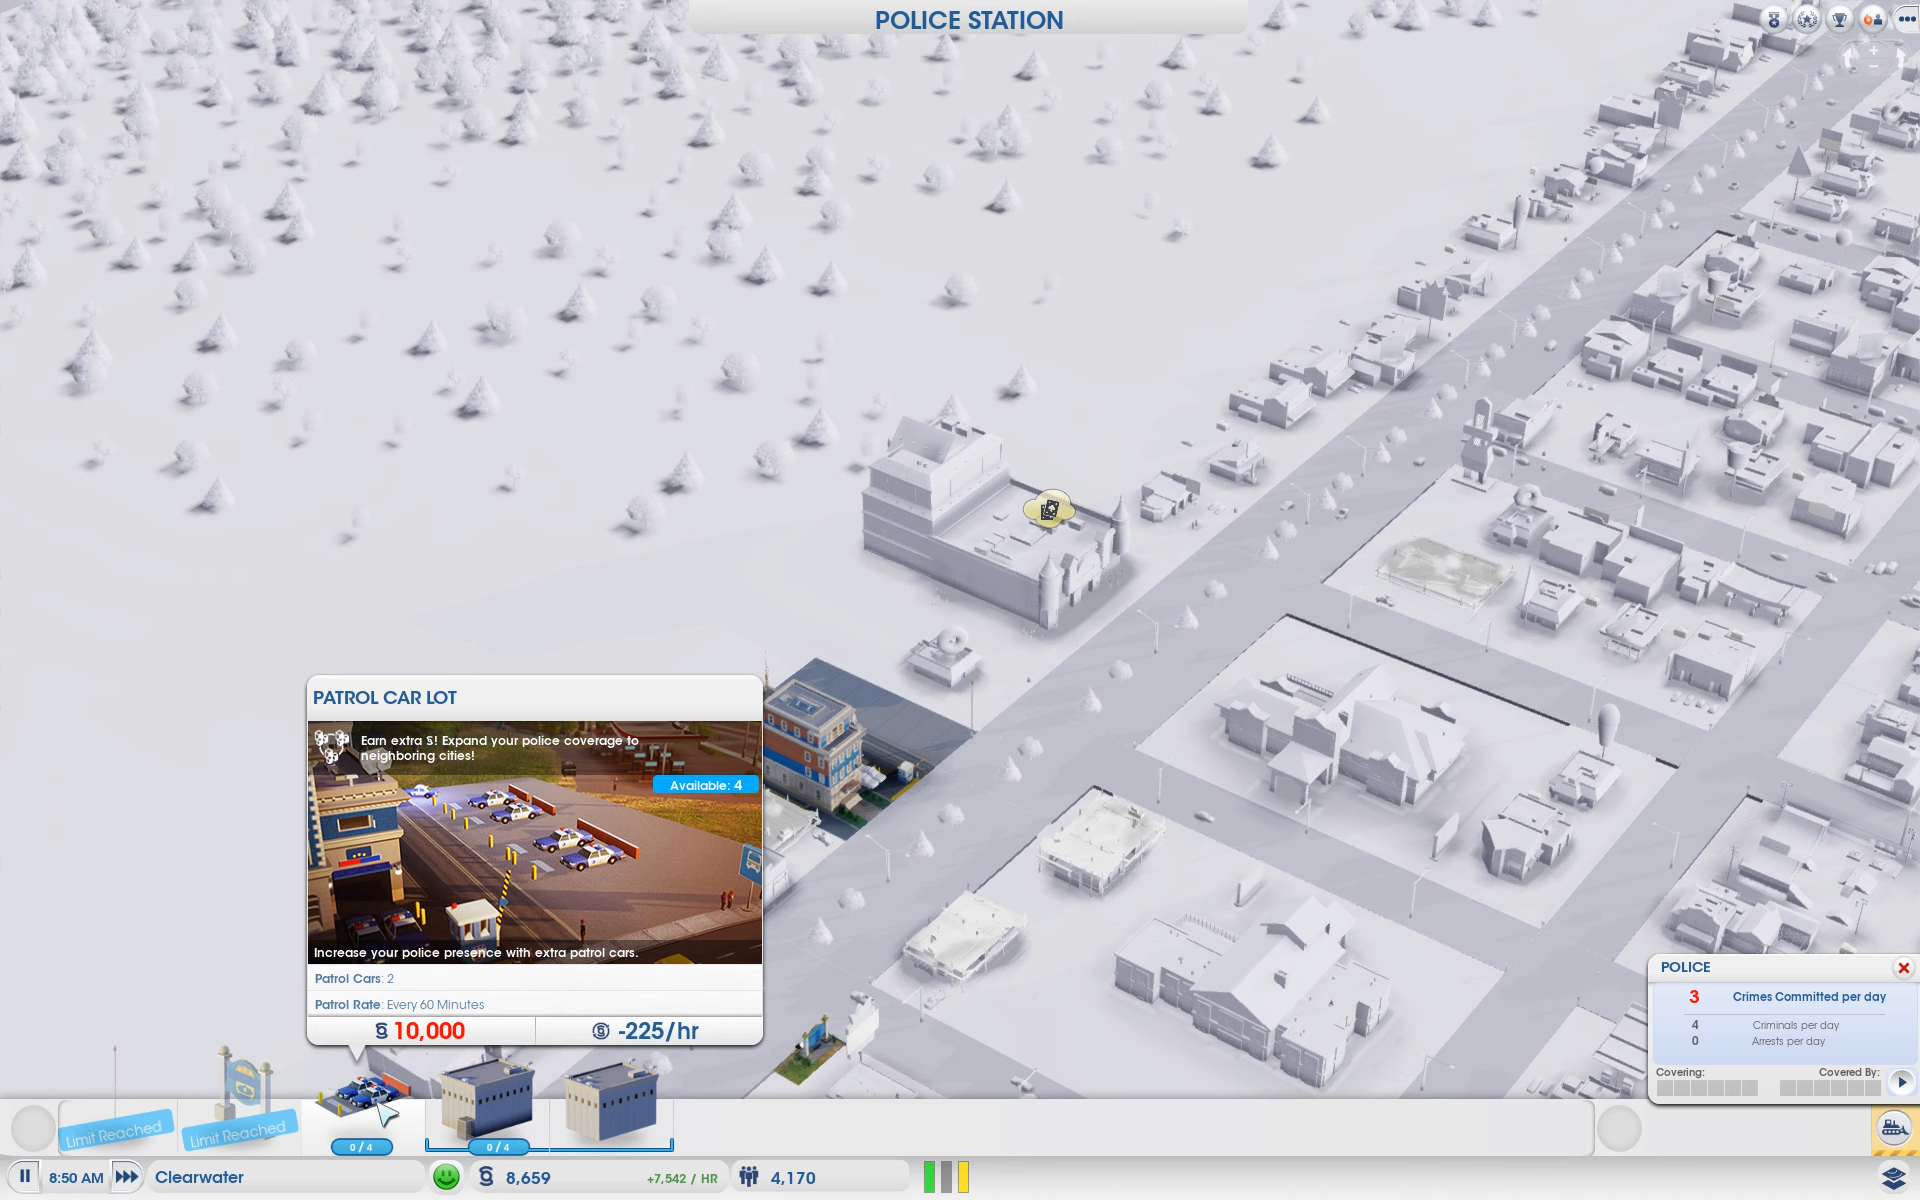 POLICE STATION
PATROL CAR LOT
Earn extra §! Expand your police coverage to
neighboring cities!
Available: 4
Increase your police presence with extra patrol cars.
Patrol Cars: 2
Patrol Rate: Every 60 Minutes
10,000
-225/hr
POLICE
3 Crimes Committed per day
4 Criminals per day
0 Arrests per day
Covering:
Covered By:
Limit Reached
Limit Reached
0 / 4
0 / 4
8:50 AM
Clearwater
8,659
+7,542 / HR
4,170